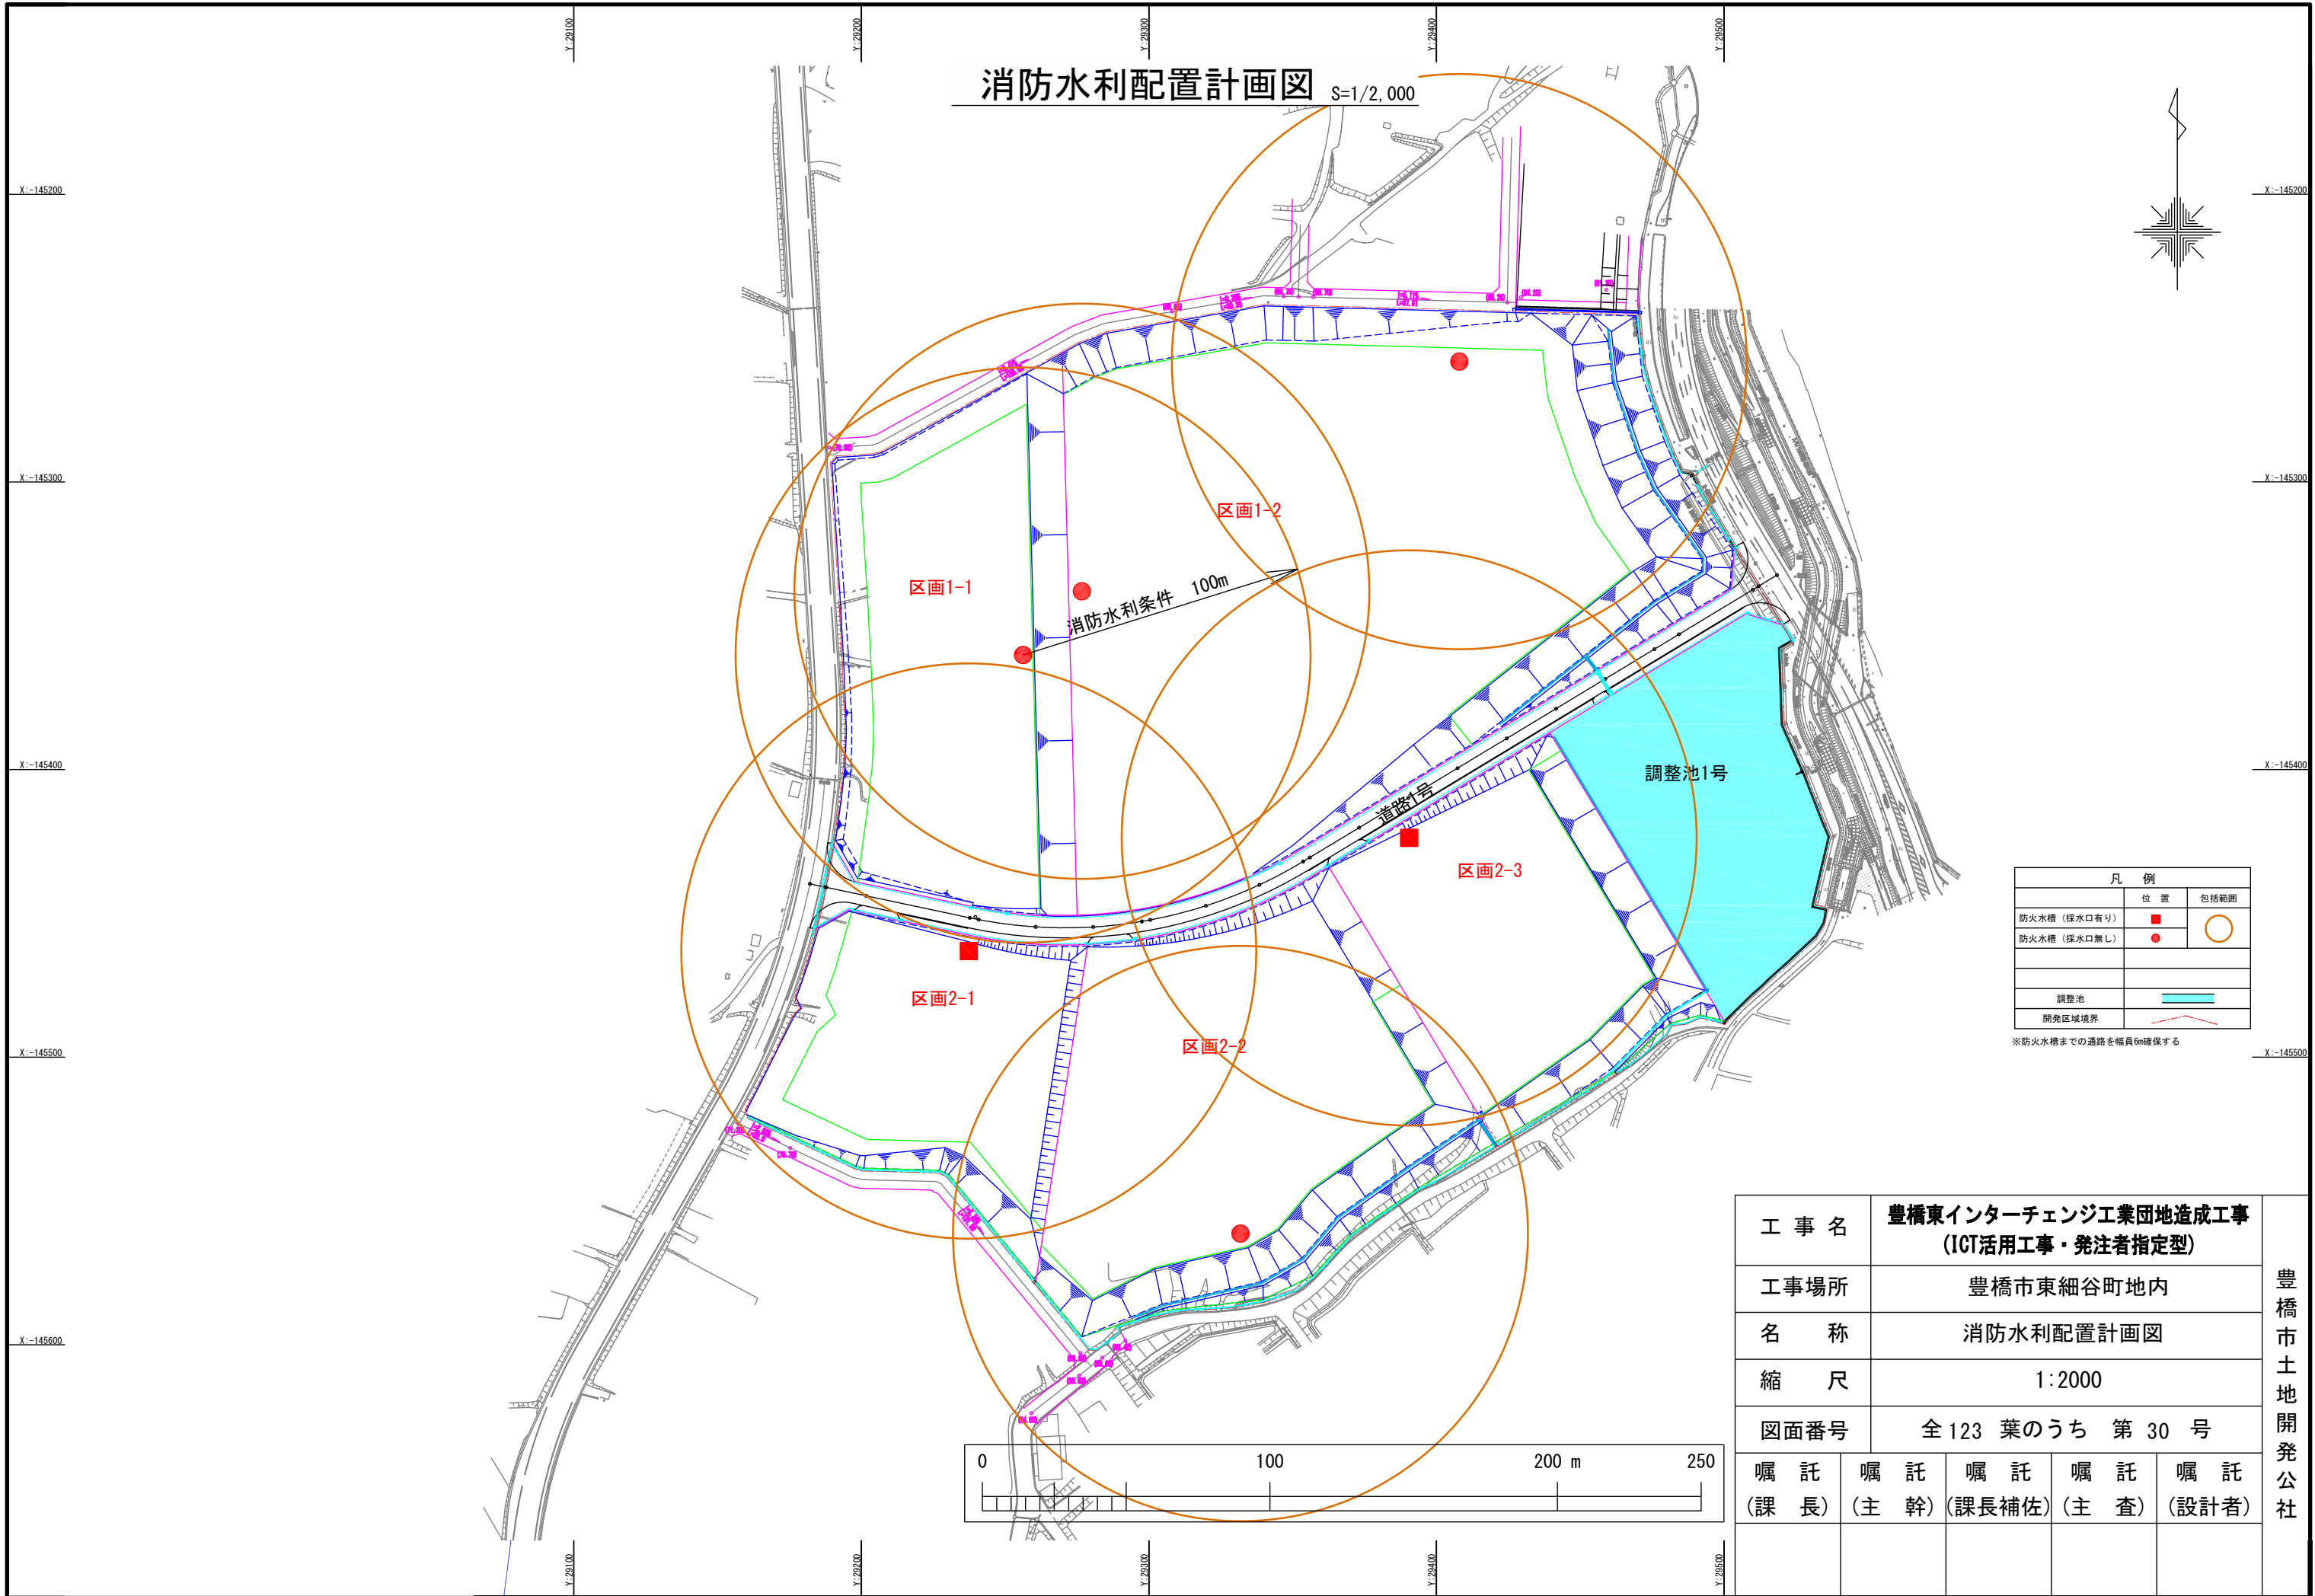 Y:29100
Y:29200
Y:29300
Y:29400
Y:29500
消防水利配置計画図 S=1/2,000
X:-145200
X:-145200
X:-145300
X:-145300
X:-145400
X:-145400
X:-145500
X:-145500
X:-145600
区画1-2
区画1-1
消防水利条件 100m
調整池1号
道路1号
区画2-3
区画2-1
区画2-2
凡 例
位 置 包括範囲
防火水槽（採水口有り）
防火水槽（採水口無し）
調整池
開発区域境界
※防火水槽までの通路を幅員6m確保する
工 事 名 豊橋東インターチェンジ工業団地造成工事
（ICT活用工事・発注者指定型）
工事場所 豊橋市東細谷町地内
名 称 消防水利配置計画図
縮 尺 1:2000
図面番号 全 123 葉のうち 第 30 号
嘱 託 嘱 託 嘱 託 嘱 託 嘱 託
(課 長) (主 幹) (課長補佐) (主 査) (設計者)
豊橋市土地開発公社
0 100 200 m 250
Y:29100
Y:29200
Y:29300
Y:29400
Y:29500